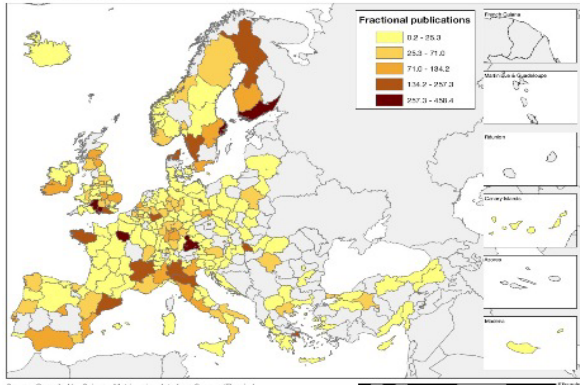 Fractional publications
0.2 - 25.3
25.3 - 71.0
71.0 - 134.2
134.2 - 257.3
257.3 - 458.4
French Guiana
Martinique & Guadeloupe
Réunion
Canary Islands
Azores
Madeira